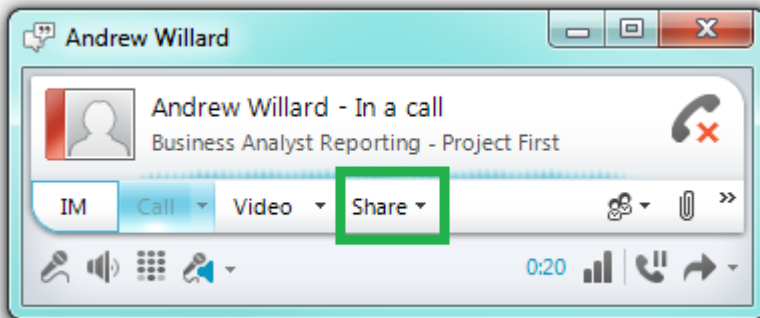 Andrew Willard
Andrew Willard - In a call
Business Analyst Reporting - Project First
IM Call Video Share
0:20